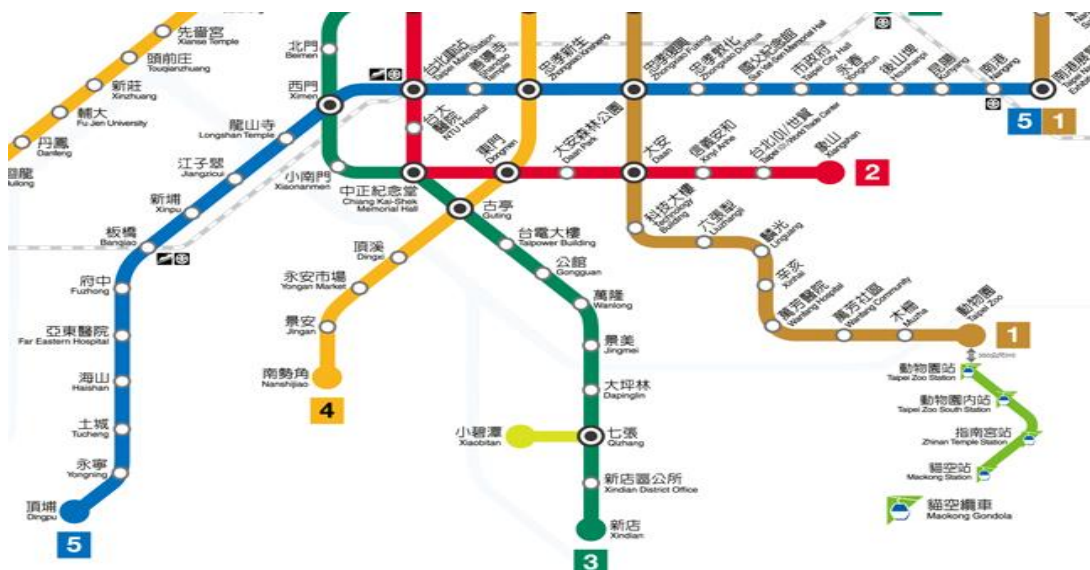 先嗇宮
Xianse Temple
頭前庄
Touqianzhuang
新莊
Xinzhuang
輔大
Fu Jen University
丹鳳
Danfeng
迴龍
北門
Beimen
西門
Ximen
龍山寺
Longshan Temple
江子翠
Jiangzicui
新埔
Xinpu
板橋
Banqiao
府中
Fuzhong
亞東醫院
Far Eastern Hospital
海山
Haishan
土城
Tucheng
永寧
Yongning
頂埔
Dingpu
5
台北車站
Taipei Main Station
善導寺
Shandao
Temple
忠孝新生
Zhongxiao Xinsheng
忠孝復興
Zhongxiao Fuxing
忠孝敦化
Zhongxiao Dunhua
國父紀念館
Sun Yat-Sen Memorial Hall
市政府
Taipei City Hall
永春
Yongchun
後山埤
Houshanpi
昆陽
Kunyang
南港
Nangang
5
1
台大
醫院
NTU Hospital
小南門
Xiaonanmen
中正紀念堂
Chiang Kai-Shek
Memorial Hall
東門
Dongmen
大安森林公園
Daan Park
大安
Daan
信義安和
Xinyi Anhe
台北101/世貿
Taipei 101/World Trade Center
象山
Xiangshan
2
古亭
Guting
頂溪
Dingxi
永安市場
Yongan Market
景安
Jingan
南勢角
Nanshijiao
4
台電大樓
Taipower Building
公館
Gongguan
萬隆
Wanlong
景美
Jingmei
大坪林
Dapinglin
小碧潭
Xiaobitan
七張
Qizhang
新店區公所
Xindian District Office
新店
Xindian
3
科技大樓
Technology
Building
六張犁
Liuzhangli
麟光
Linguang
辛亥
Xinhai
萬芳醫院
Wanfang Hospital
萬芳社區
Wanfang Community
木柵
Muzha
動物園
Taipei Zoo
1
動物園站
Taipei Zoo Station
動物園內站
Taipei Zoo South Station
指南宮站
Zhinan Temple Station
貓空站
Maokong Station
貓空纜車
Maokong Gondola